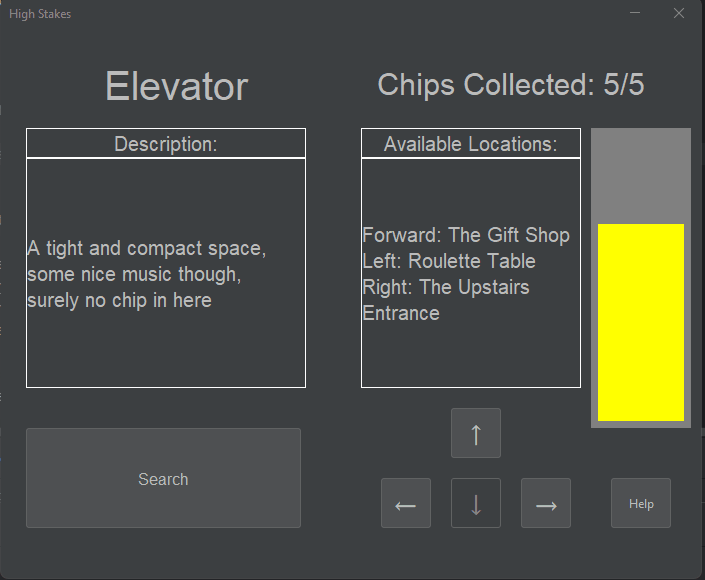 High Stakes
Elevator
Chips Collected: 5/5
Description:
A tight and compact space,
some nice music though,
surely no chip in here
Available Locations:
Forward: The Gift Shop
Left: Roulette Table
Right: The Upstairs
Entrance
Search
↑
← ↓ →
Help